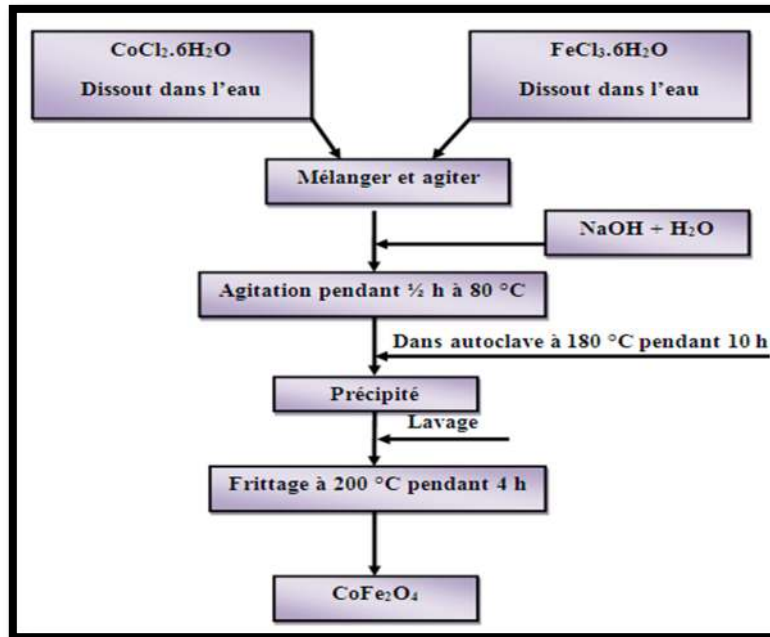 CoCl₂.6H₂O
Dissout dans l'eau
FeCl₃.6H₂O
Dissout dans l'eau
Mélanger et agiter
NaOH + H₂O
Agitation pendant ½ h à 80 °C
Dans autoclave à 180 °C pendant 10 h
Précipité
Lavage
Frittage à 200 °C pendant 4 h
CoFe₂O₄